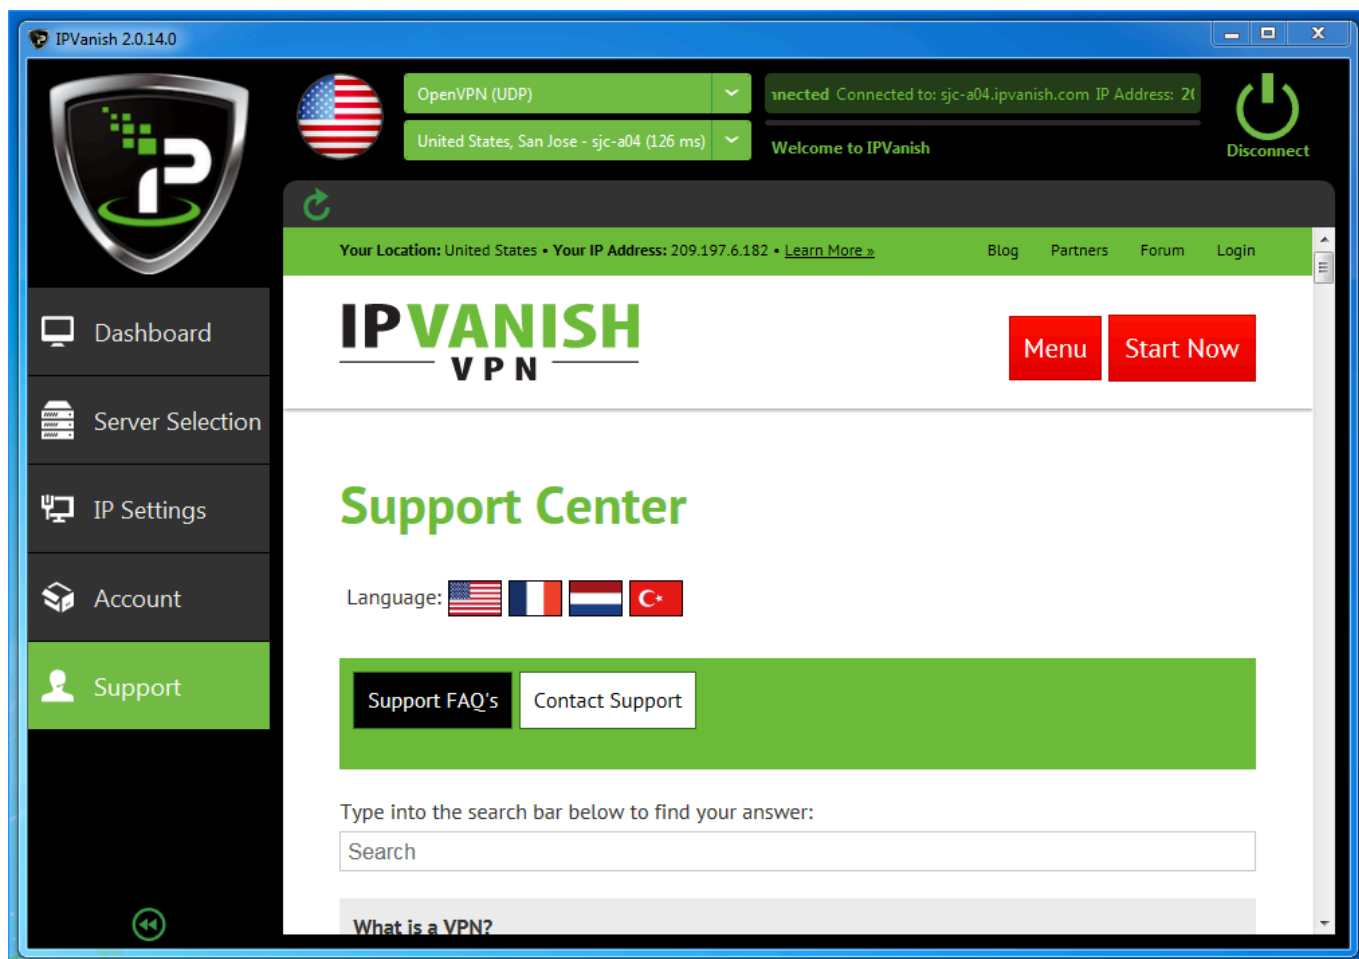 IPVanish 2.0.14.0
OpenVPN (UDP)
Connected to: sjc-a04.ipvanish.com IP Address: 2
United States, San Jose - sjc-a04 (126 ms)
Welcome to IPVanish
Disconnect
Your Location: United States • Your IP Address: 209.197.6.182 • Learn More »
Blog Partners Forum Login
IPVANISH
VPN
Menu
Start Now
Dashboard
Server Selection
IP Settings
Account
Support
Support Center
Language:
Support FAQ's
Contact Support
Type into the search bar below to find your answer:
Search
What is a VPN?